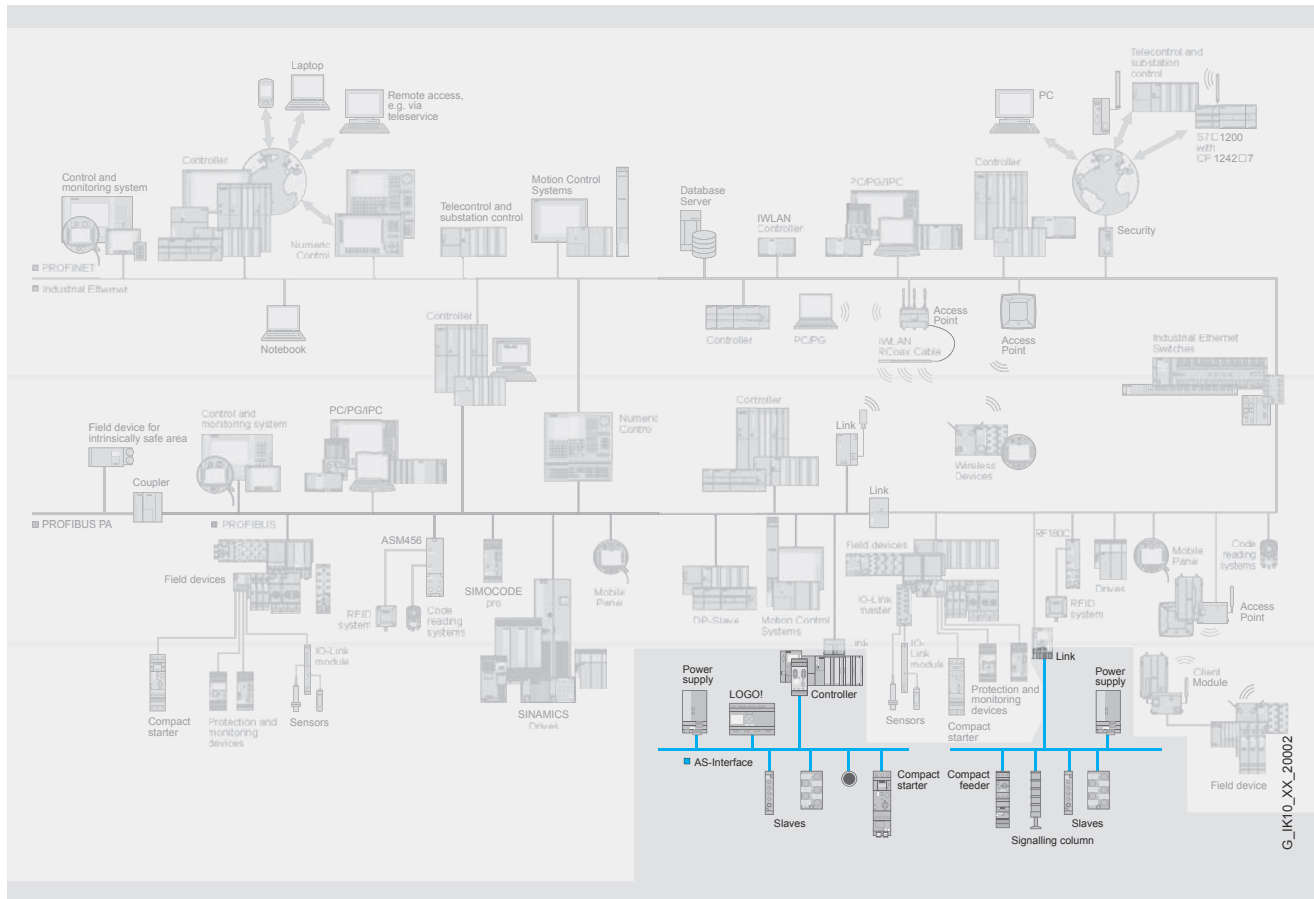 Laptop
Remote access,
e.g. via
teleservice
Controller
Control and
monitoring system
Numeric
Control
Telecontrol and
substation control
Motion Control
Systems
Database
Server
IWLAN
Controller
PC/PG/IPC
Controller
PC
Telecontrol and
substation
control
S7□1200
with
CP 1242□7
Security
PROFINET
Industrial Ethernet
Notebook
Controller
Controller
PC/PG
IWLAN
RCoax Cable
Access
Point
Access
Point
Industrial Ethernet
Switches
Field device for
intrinsically safe area
Coupler
Control and
monitoring system
PC/PG/IPC
Numeric
Contro
Controller
Link
Wireless
Devices
Link
PROFIBUS PA
PROFIBUS
Field devices
ASM456
RFID
system
Code
reading
systems
SIMOCODE
pro
Mobile
Panel
IO-Link
module
Compact
starter
Protection and
monitoring
devices
Sensors
SINAMICS
Drives
DP-Slave
Motion Control
Systems
Link
Field devices
IO-Link
master
IO-
Link
module
Sensors
Compact
starter
Protection and
monitoring
devices
RF180C
RFID
system
Drives
Mobile
Panel
Code
reading
systems
Access
Point
Link
Client
Module
Field device
Power
supply
LOGO!
Controller
AS-Interface
Slaves
Compact
starter
Power
supply
Compact
feeder
Signalling column
Slaves
G_IK10_XX_20002